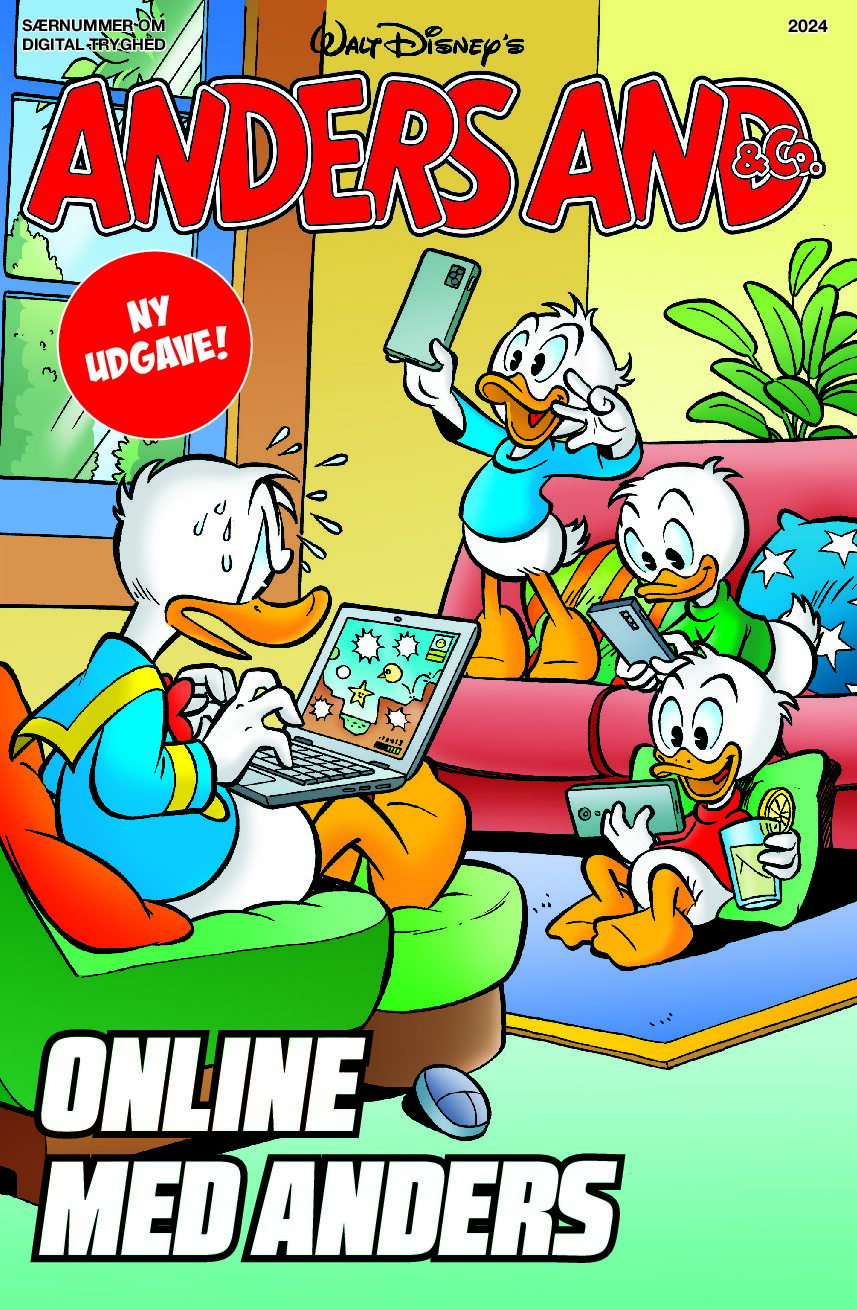 SÆRNUMMER OM
DIGITAL TRYGHED
2024
WALT DISNEY'S
ANDERS AND
& CO.
NY
UDGAVE!
ONLINE
MED ANDERS